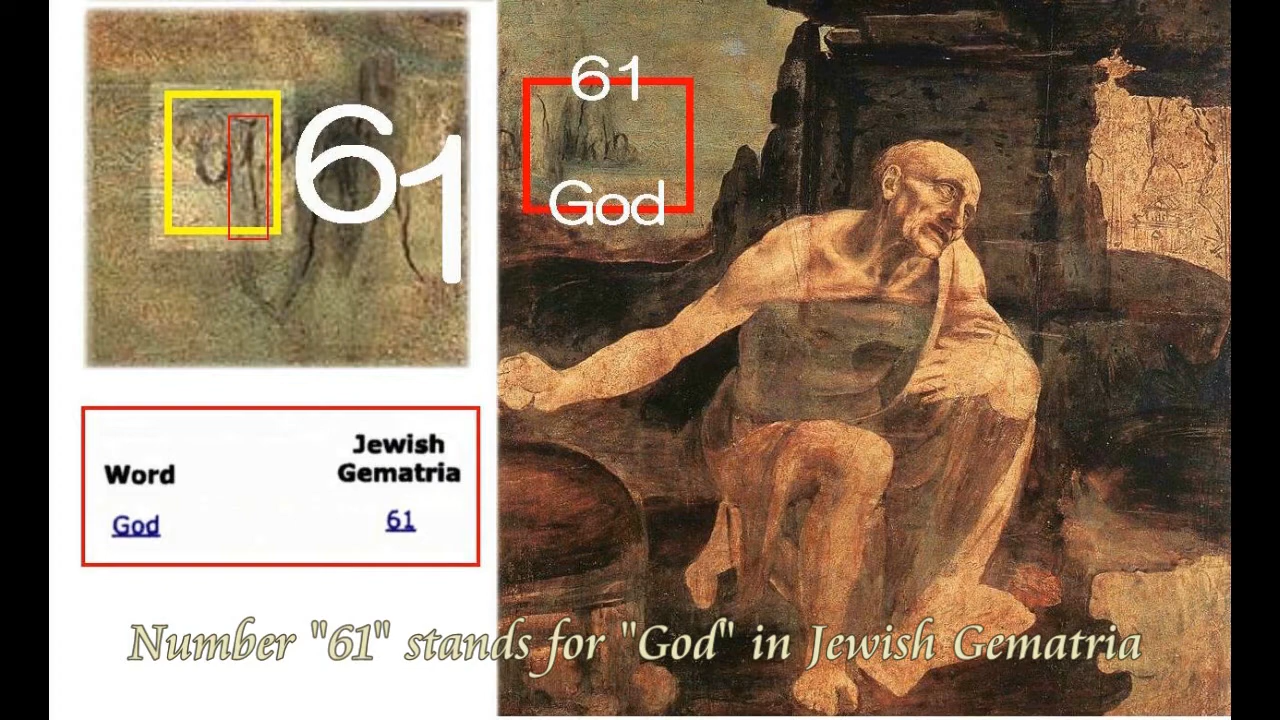 61
61
God
Jewish
Word Gematria
God 61
Number "61" stands for "God" in Jewish Gematria